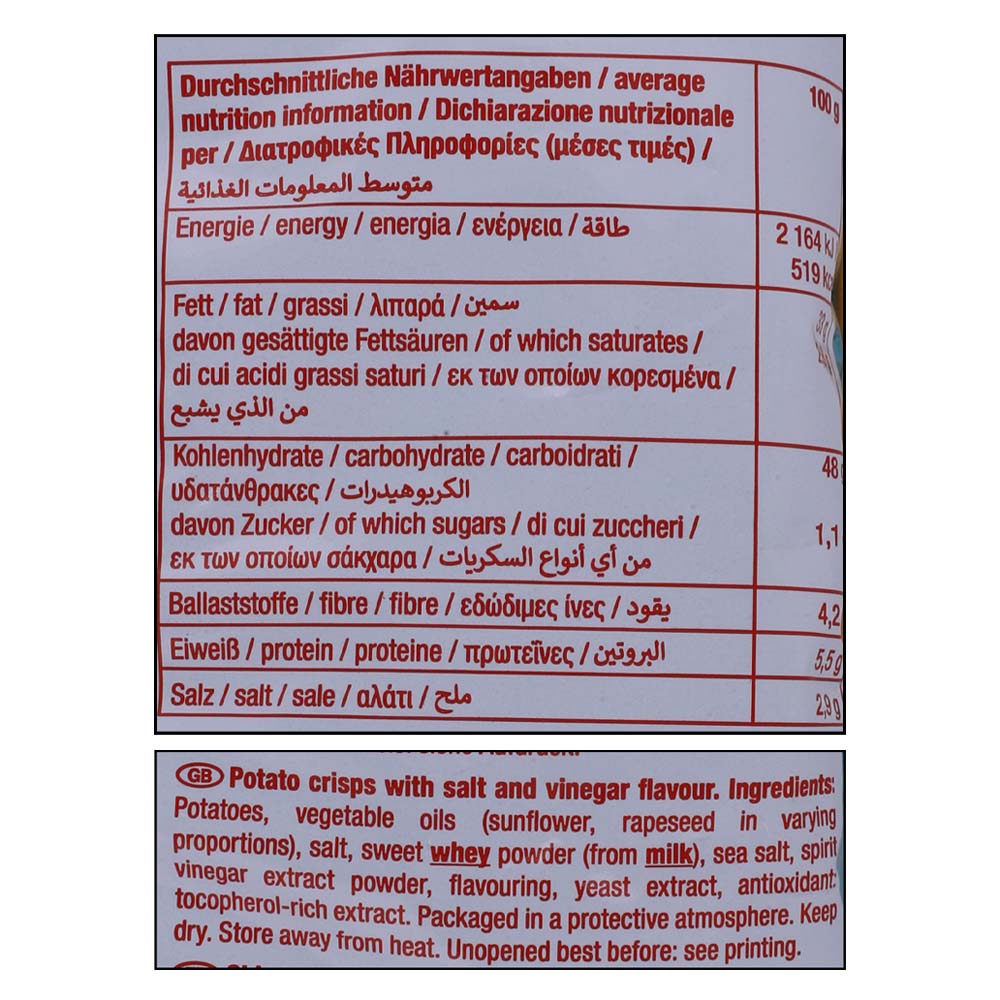 Durchschnittliche Nährwertangaben / average
nutrition information / Dichiarazione nutrizionale
per / Διατροφικές Πληροφορίες (μέσες τιμές) /
متوسط المعلومات الغذائية
100 g
Energie / energy / energia / ενέργεια / طاقة
2 164 kJ
519
Fett / fat / grassi / λιπαρά / سمين
davon gesättigte Fettsäuren / of which saturates /
di cui acidi grassi saturi / εκ των οποίων κορεσμένα /
من الذي يشبع
Kohlenhydrate / carbohydrate / carboidrati /
48
υδατάνθρακες / الكربوهيدرات
davon Zucker / of which sugars / di cui zuccheri /
1,1
εκ των οποίων σάκχαρα / من أي أنواع السكريات
Ballaststoffe / fibre / fibre / εδώδιμες ίνες / يقود
4,2
Eiweiß / protein / proteine / πρωτεΐνες / البروتين
5,5 g
Salz / salt / sale / αλάτι / ملح
2,9 g
GB Potato crisps with salt and vinegar flavour. Ingredients:
Potatoes, vegetable oils (sunflower, rapeseed in varying
proportions), salt, sweet whey powder (from milk), sea salt, spirit
vinegar extract powder, flavouring, yeast extract, antioxidant:
tocopherol-rich extract. Packaged in a protective atmosphere. Keep
dry. Store away from heat. Unopened best before: see printing.